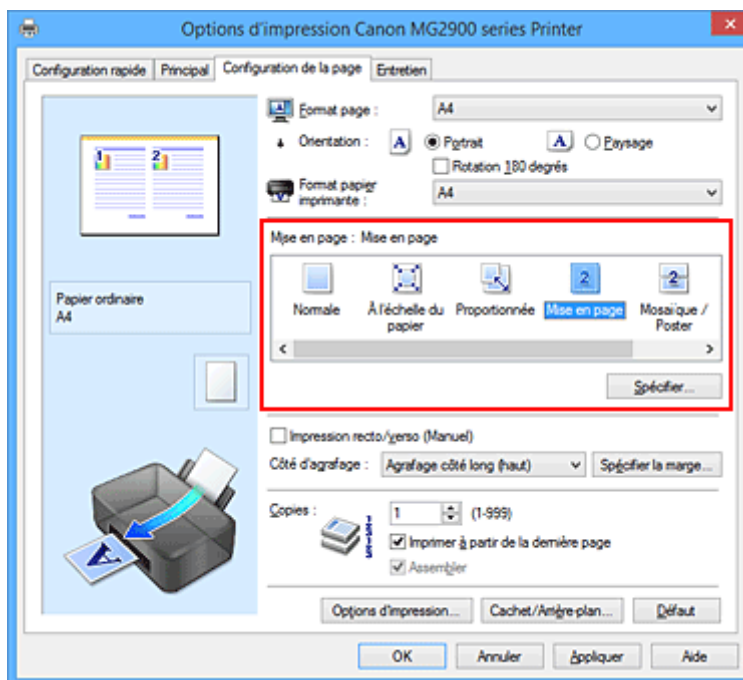 Options d'impression Canon MG2900 series Printer
Configuration rapide Principal Configuration de la page Entretien
Format page : A4
Orientation : A Portrait A Paysage
Rotation 180 degrés
Format papier
imprimante : A4
1 2
Mise en page : Mise en page
2 2
Normale À l'échelle du Proportionnée Mise en page Mosaïque /
papier Poster
Spécifier...
Papier ordinaire
A4
Impression recto/verso (Manuel)
Côté d'agrafage : Agrafage côté long (haut) Spécifier la marge...
Copies : 1 (1-999)
Imprimer à partir de la dernière page
Assembler
A
Options d'impression... Cachet/Arrière-plan... Défaut
OK Annuler Appliquer Aide